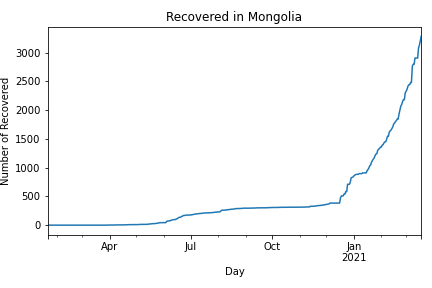 Recovered in Mongolia
Number of Recovered
3000
2500
2000
1500
1000
500
0
Apr
Jul
Oct
Jan
2021
Day